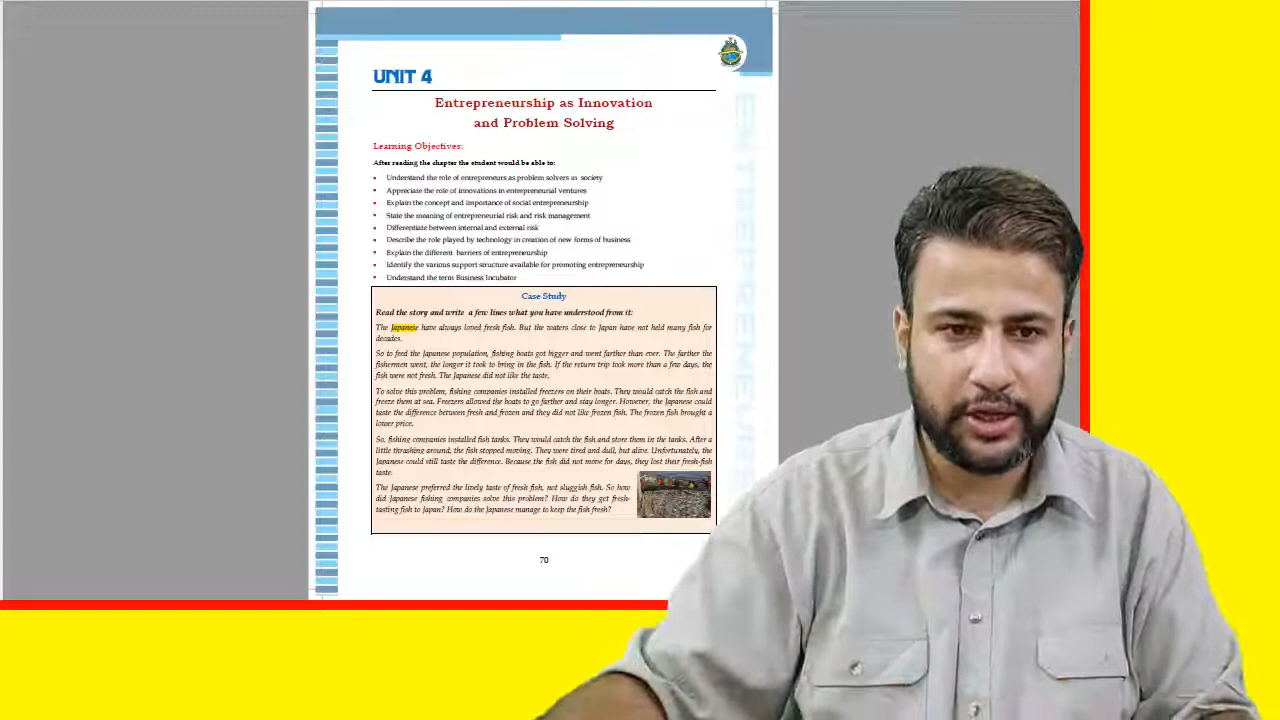 UNIT 4
Entrepreneurship as Innovation
and Problem Solving
Learning Objectives:
After reading the chapter the student would be able to:
• Understand the role of entrepreneurs as problem solvers in society
• Appreciate the role of innovations in entrepreneurial ventures
• Explain the concept and importance of social entrepreneurship
• State the meaning of entrepreneurial risk and risk management
• Differentiate between internal and external risk
• Describe the role played by technology in creation of new forms of business
• Explain the different barriers of entrepreneurship
• Identify the various support structure available for promoting entrepreneurship
• Understand the term Business Incubator
Case Study
Read the story and write a few lines what you have understood from it:
The Japanese have always loved fresh fish. But the waters close to Japan have not held many fish for
decades.
So to feed the Japanese population, fishing boats got bigger and went farther than ever. The farther the
fishermen went, the longer it took to bring in the fish. If the return trip took more than a few days, the
fish were not fresh. The Japanese did not like the taste.
To solve this problem, fishing companies installed freezers on their boats. They would catch the fish and
freeze them at sea. Freezers allowed the boats to go farther and stay longer. However, the Japanese could
taste the difference between fresh and frozen and they did not like frozen fish. The frozen fish brought a
lower price.
So, fishing companies installed fish tanks. They would catch the fish and store them in the tanks. After a
little thrashing around, the fish stopped moving. They were tired and dull, but alive. Unfortunately, the
Japanese could still taste the difference. Because the fish did not move for days, they lost their fresh-fish
taste.
The Japanese preferred the lively taste of fresh fish, not sluggish fish. So how
did Japanese fishing companies solve this problem? How do they get fresh-
tasting fish to Japan? How do the Japanese manage to keep the fish fresh?
70